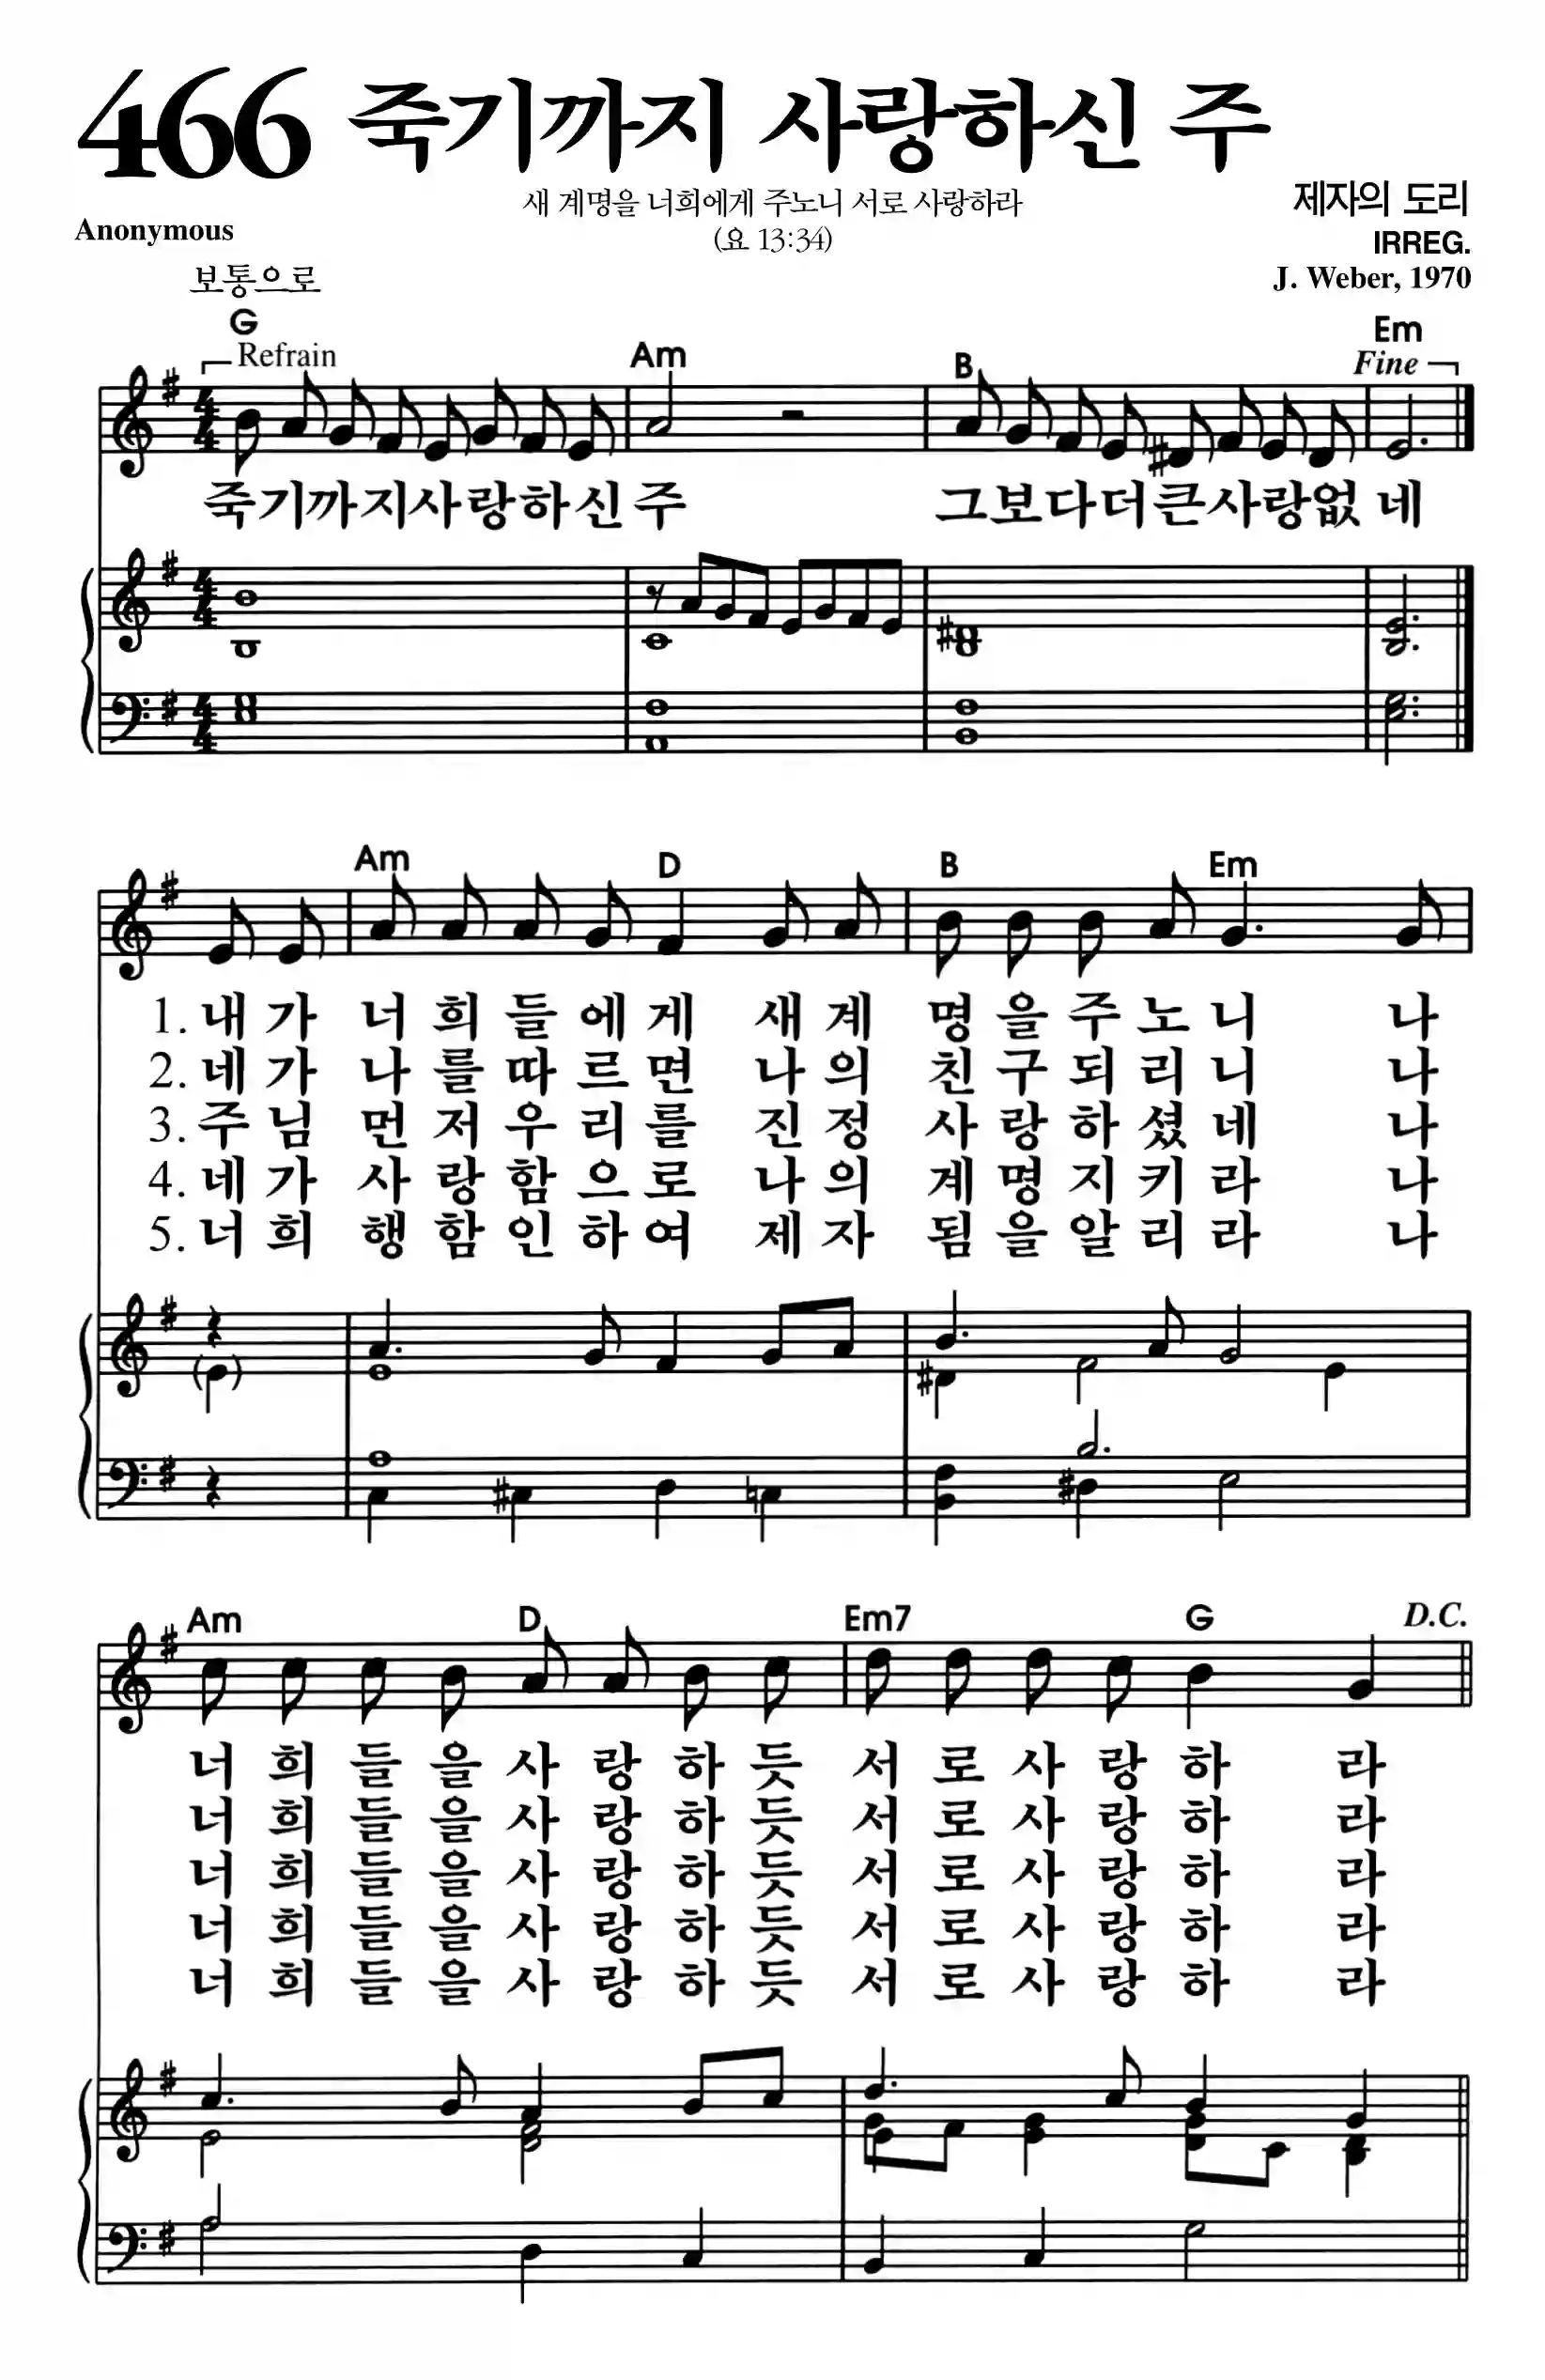 466 죽기까지 사랑하신 주
새 계명을 너희에게 주노니 서로 사랑하라
(요 13:34)
제자의 도리
Anonymous
IRREG.
J. Weber, 1970
보통으로
G Am B Em
Refrain Fine
죽기까지사랑하신주 그보다더큰사랑없네
Am D B Em
1. 내가 너희들에게 새계명을주노니 나
2. 네가 나를따르면 나의 친구되리니 나
3. 주님 먼저우리를 진정 사랑하셨네 나
4. 네가 사랑함으로 나의 계명지키라 나
5. 너희 행함인하여 제자 됨을알리라 나
Am D Em7 G D.C.
너희들을사랑하듯 서로사랑하라
너희들을사랑하듯 서로사랑하라
너희들을사랑하듯 서로사랑하라
너희들을사랑하듯 서로사랑하라
너희들을사랑하듯 서로사랑하라